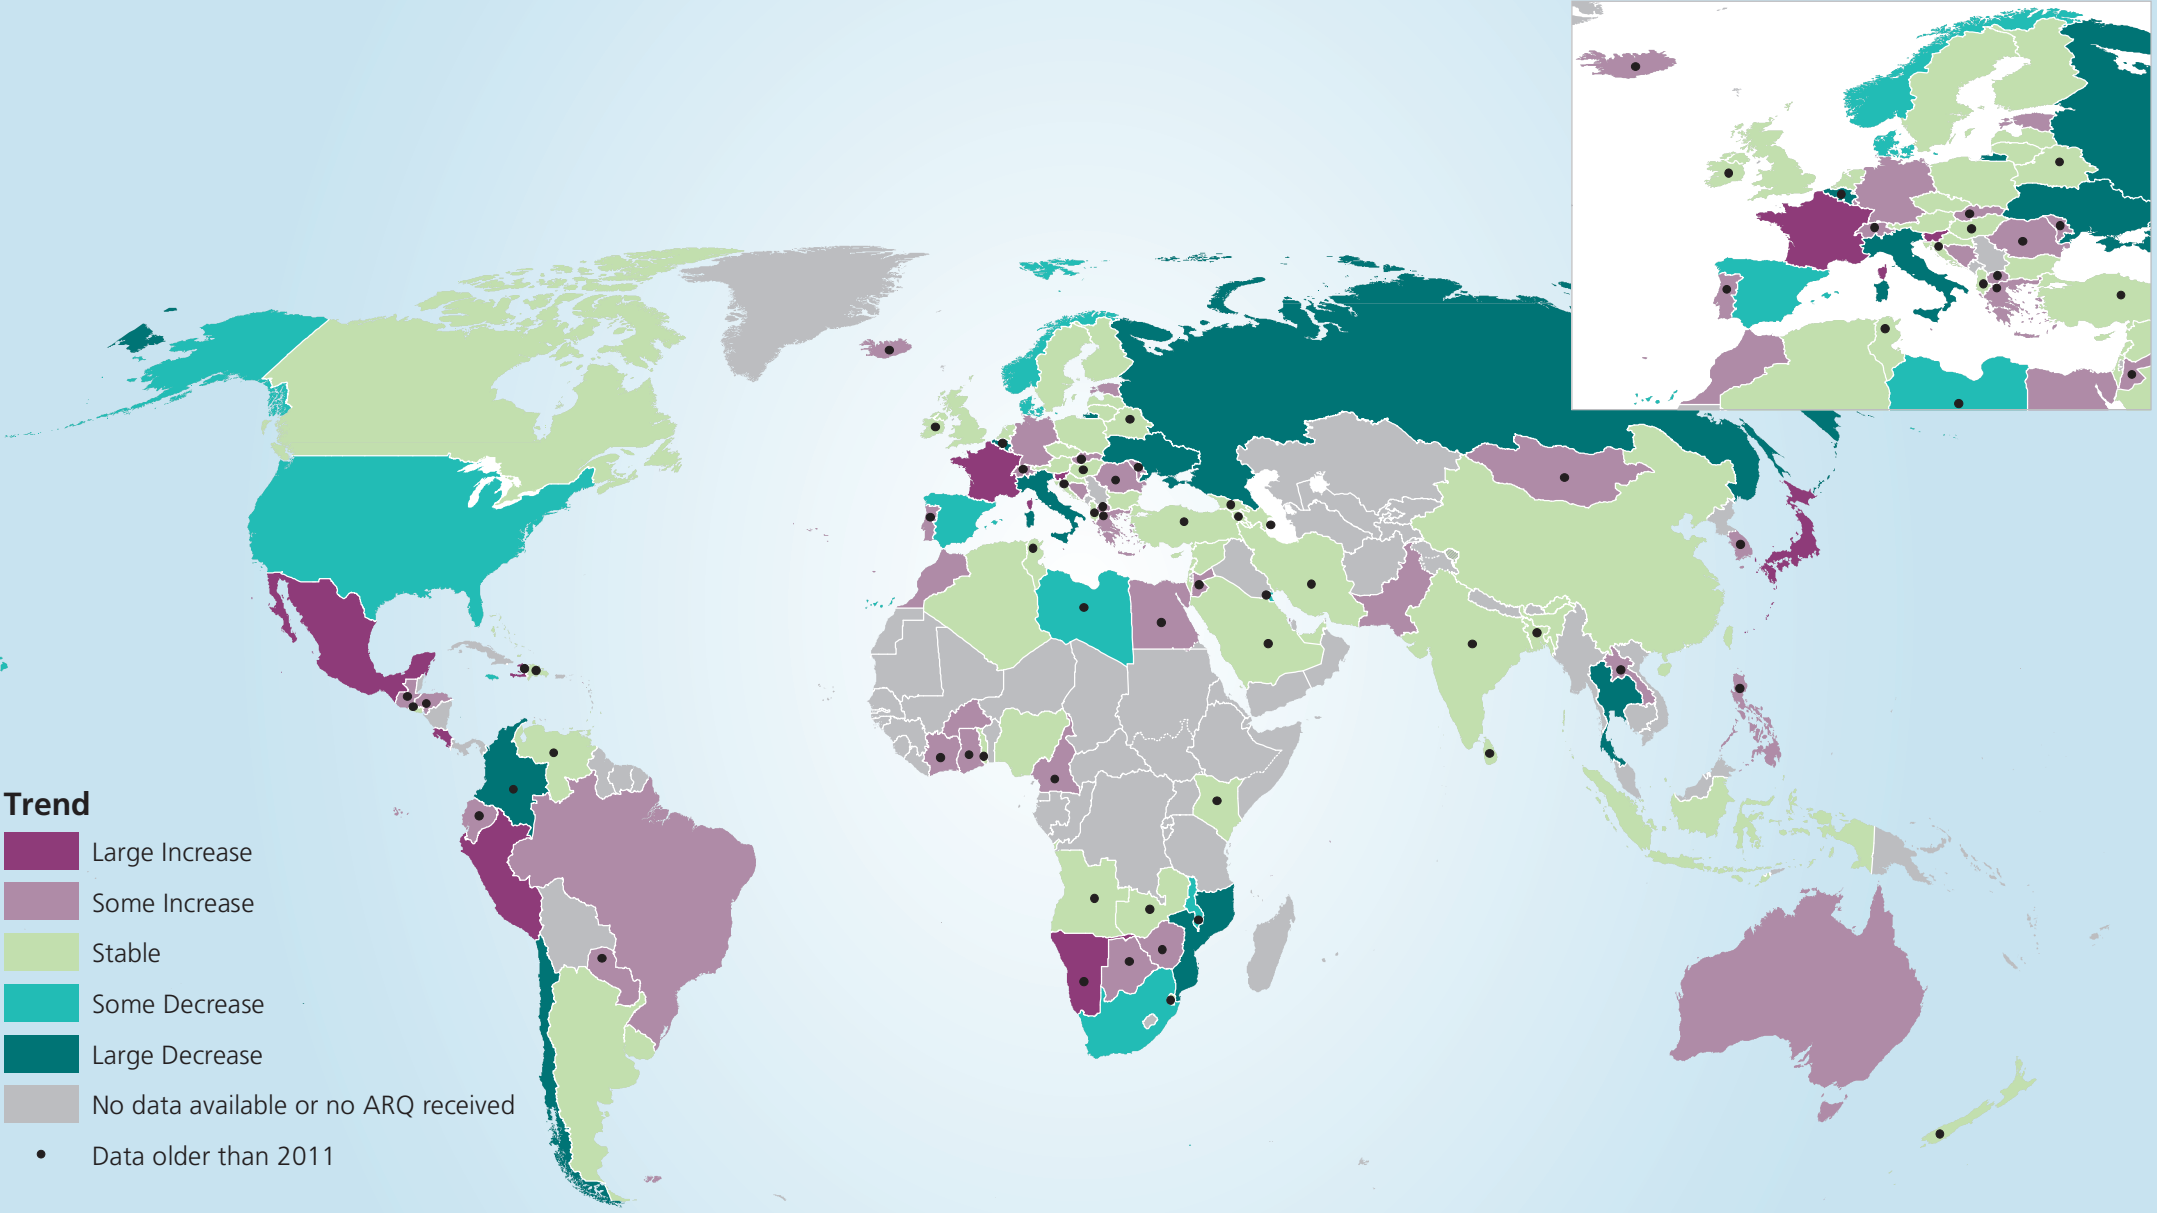 Trend
Large Increase
Some Increase
Stable
Some Decrease
Large Decrease
No data available or no ARQ received
Data older than 2011